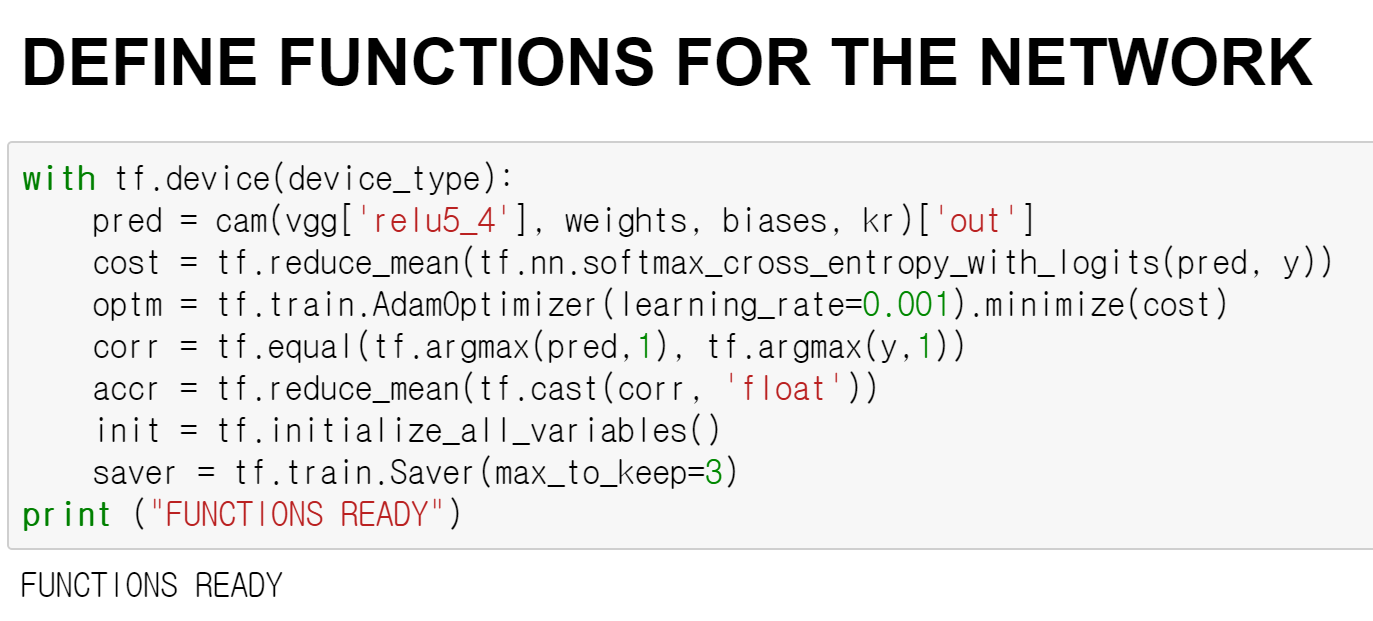 DEFINE FUNCTIONS FOR THE NETWORK
with tf.device(device_type):
    pred = cam(vgg['relu5_4'], weights, biases, kr)['out']
    cost = tf.reduce_mean(tf.nn.softmax_cross_entropy_with_logits(pred, y))
    optm = tf.train.AdamOptimizer(learning_rate=0.001).minimize(cost)
    corr = tf.equal(tf.argmax(pred,1), tf.argmax(y,1))
    accr = tf.reduce_mean(tf.cast(corr, 'float'))
    init = tf.initialize_all_variables()
    saver = tf.train.Saver(max_to_keep=3)
print ("FUNCTIONS READY")
FUNCTIONS READY